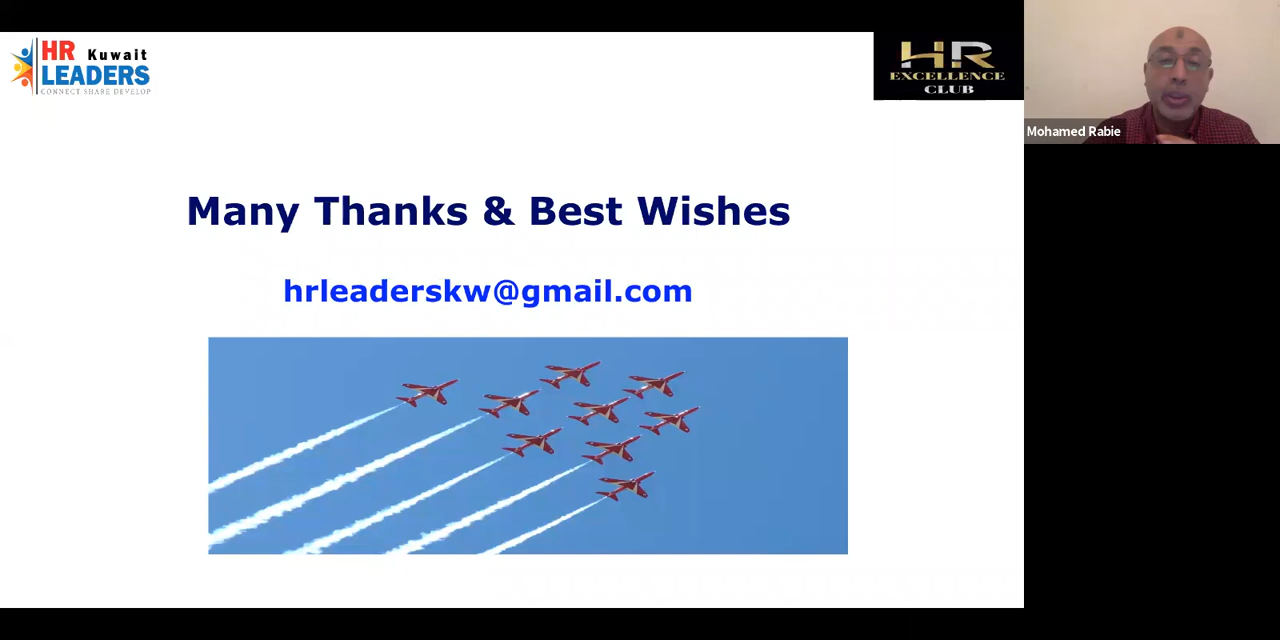 HR Kuwait
LEADERS
CONNECT SHARE DEVELOP
HR
EXCELLENCE
CLUB
Mohamed Rabie
Many Thanks & Best Wishes
hrleaderskw@gmail.com